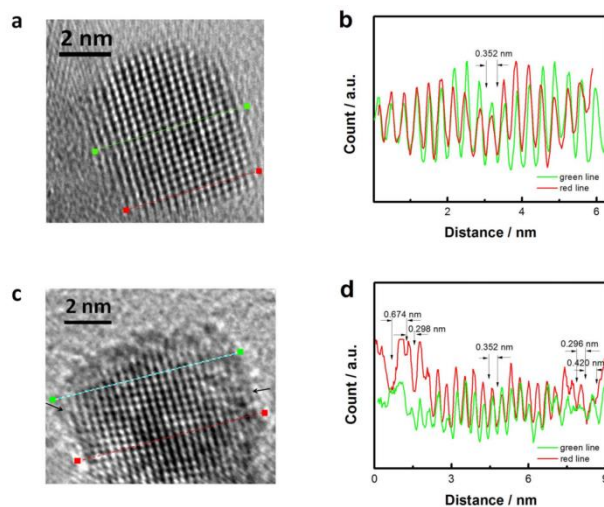 a
2 nm
b
Count / a.u.
0.352 nm
green line
red line
2
4
6
Distance / nm
c
2 nm
d
Count / a.u.
0.674 nm
0.298 nm
0.352 nm
0.296 nm
0.420 nm
green line
red line
0
3
6
9
Distance / nm